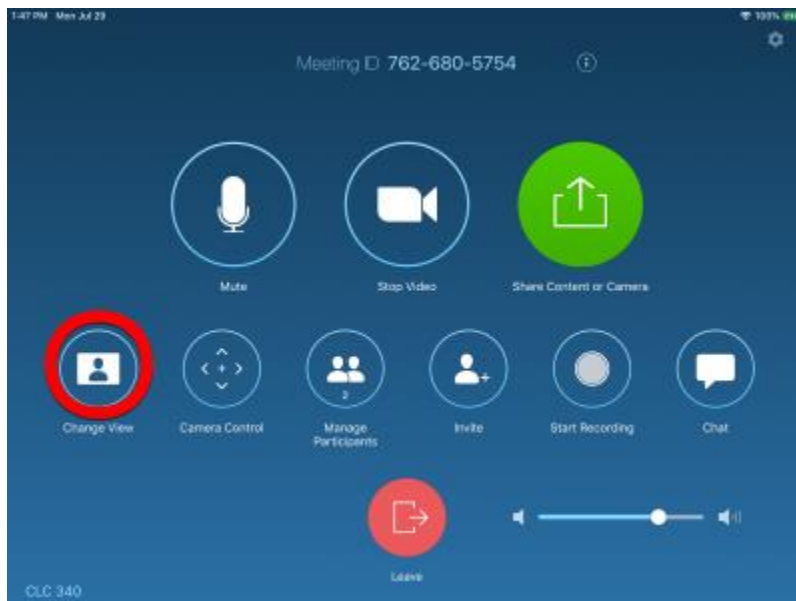 1:47 PM Mon Jul 29
100%
Meeting ID 762-680-5754
Mute
Stop Video
Share Content or Camera
Change View
Camera Control
2
Manage
Participants
Invite
Start Recording
Chat
Leave
CLC 340